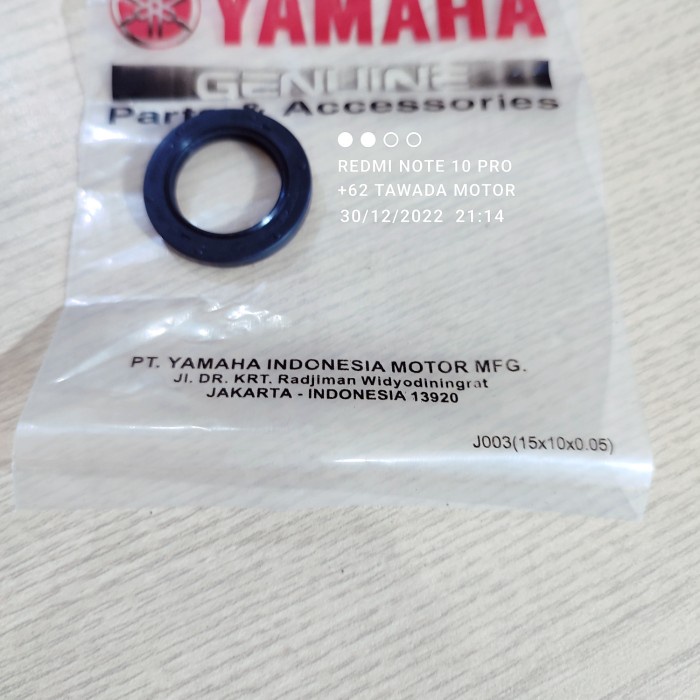 YAMAHA
GENUINE
Parts & Accessories
REDMI NOTE 10 PRO
+62 TAWADA MOTOR
30/12/2022 21:14
PT. YAMAHA INDONESIA MOTOR MFG.
Jl. DR. KRT. Radjiman Widyodiningrat
JAKARTA - INDONESIA 13920
J003(15x10x0.05)